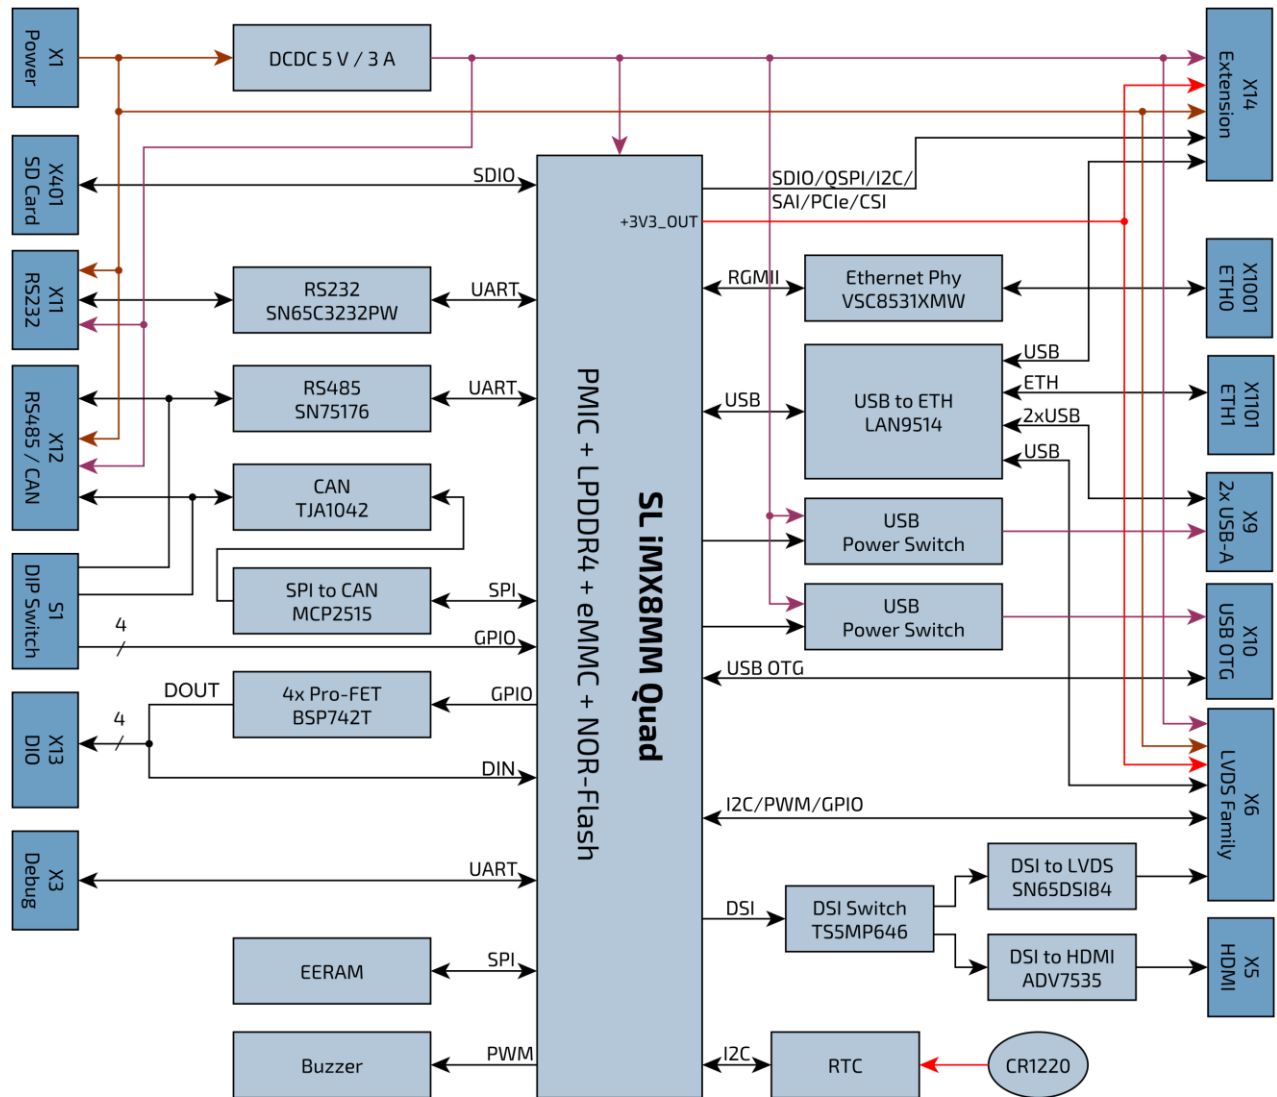 X1
Power
DCDC 5 V / 3 A
X14
Extension
X401
SD Card
SDIO
SDIO/QSPI/I2C/
SAI/PCIe/CSI
+3V3_OUT
X11
RS232
RS232
SN65C3232PW
UART
RGMII
Ethernet Phy
VSC8531XMW
X1001
ETH0
X12
RS485 / CAN
RS485
SN75176
UART
USB
USB to ETH
LAN9514
USB
ETH
2xUSB
USB
X1101
ETH1
CAN
TJA1042
X9
2x USB-A
USB
Power Switch
S1
DIP Switch
4
SPI to CAN
MCP2515
SPI
GPIO
USB
Power Switch
X10
USB OTG
USB OTG
SL iMX8MM Quad
PMIC + LPDDR4 + eMMC + NOR-Flash
X13
DIO
4
DOUT
4x Pro-FET
BSP742T
GPIO
DIN
X6
LVDS Family
I2C/PWM/GPIO
X3
Debug
UART
DSI
DSI Switch
TS5MP646
DSI to LVDS
SN65DSI84
DSI to HDMI
ADV7535
X5
HDMI
EERAM
SPI
Buzzer
PWM
I2C
RTC
CR1220